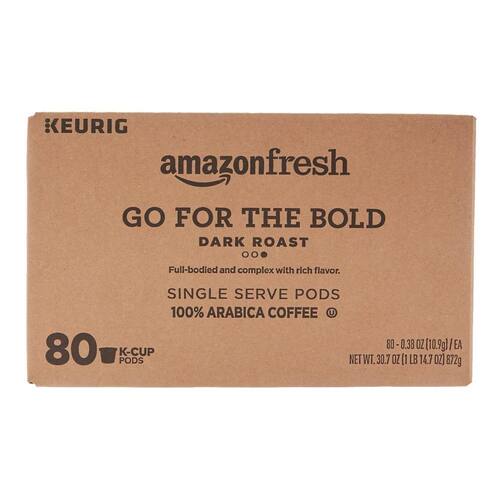 KEURIG
amazonfresh
GO FOR THE BOLD
DARK ROAST
Full-bodied and complex with rich flavor.
SINGLE SERVE PODS
100% ARABICA COFFEE Ⓤ
80 K-CUP PODS
80 - 0.38 OZ (10.9g) / EA
NET WT. 30.7 OZ (1 LB 14.7 OZ) 872g